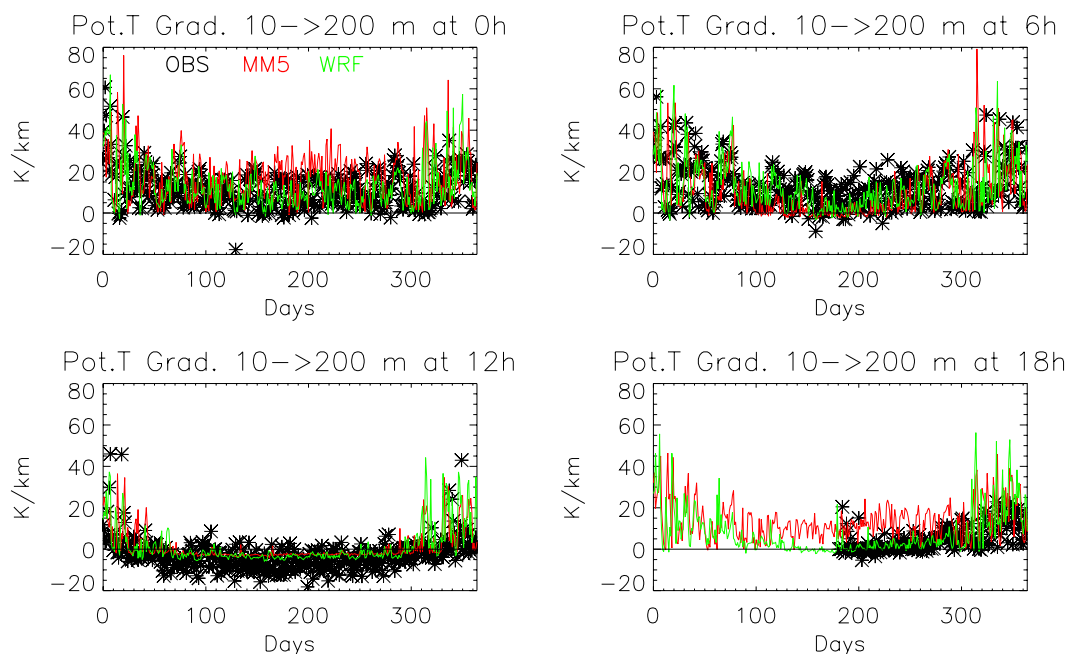 Pot.T Grad. 10->200 m at 0h
80
60
40
20
0
-20
K/km
OBS MM5 WRF
0 100 200 300
Days
Pot.T Grad. 10->200 m at 6h
80
60
40
20
0
-20
K/km
0 100 200 300
Days
Pot.T Grad. 10->200 m at 12h
80
60
40
20
0
-20
K/km
0 100 200 300
Days
Pot.T Grad. 10->200 m at 18h
80
60
40
20
0
-20
K/km
0 100 200 300
Days